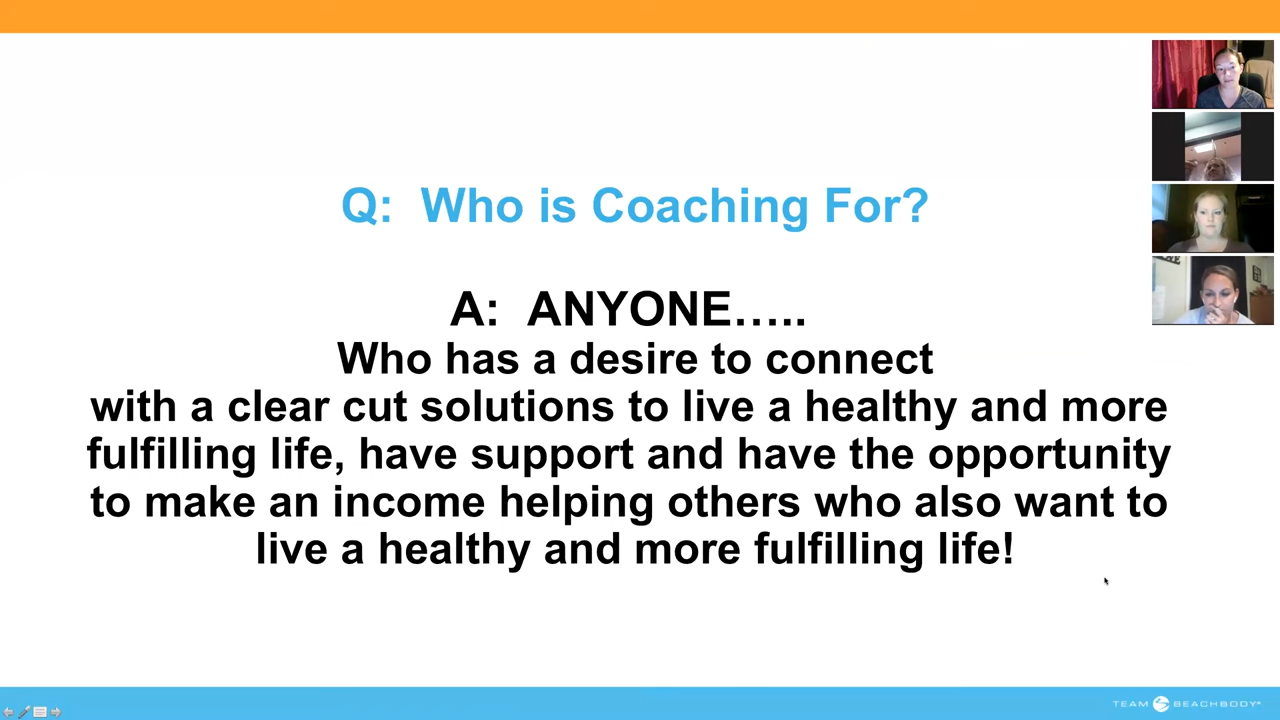 Q:  Who is Coaching For?
A:  ANYONE…..
Who has a desire to connect
with a clear cut solutions to live a healthy and more
fulfilling life, have support and have the opportunity
to make an income helping others who also want to
live a healthy and more fulfilling life!
TEAM BEACHBODY